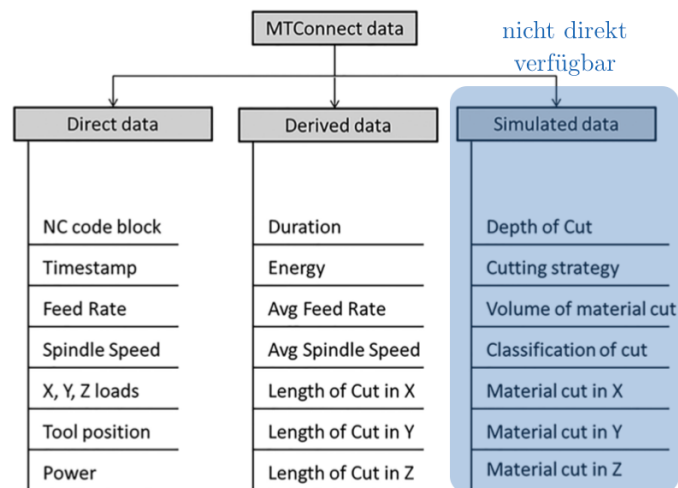 MTConnect data
nicht direkt
verfügbar
Direct data
Derived data
Simulated data
NC code block
Timestamp
Feed Rate
Spindle Speed
X, Y, Z loads
Tool position
Power
Duration
Energy
Avg Feed Rate
Avg Spindle Speed
Length of Cut in X
Length of Cut in Y
Length of Cut in Z
Depth of Cut
Cutting strategy
Volume of material cut
Classification of cut
Material cut in X
Material cut in Y
Material cut in Z